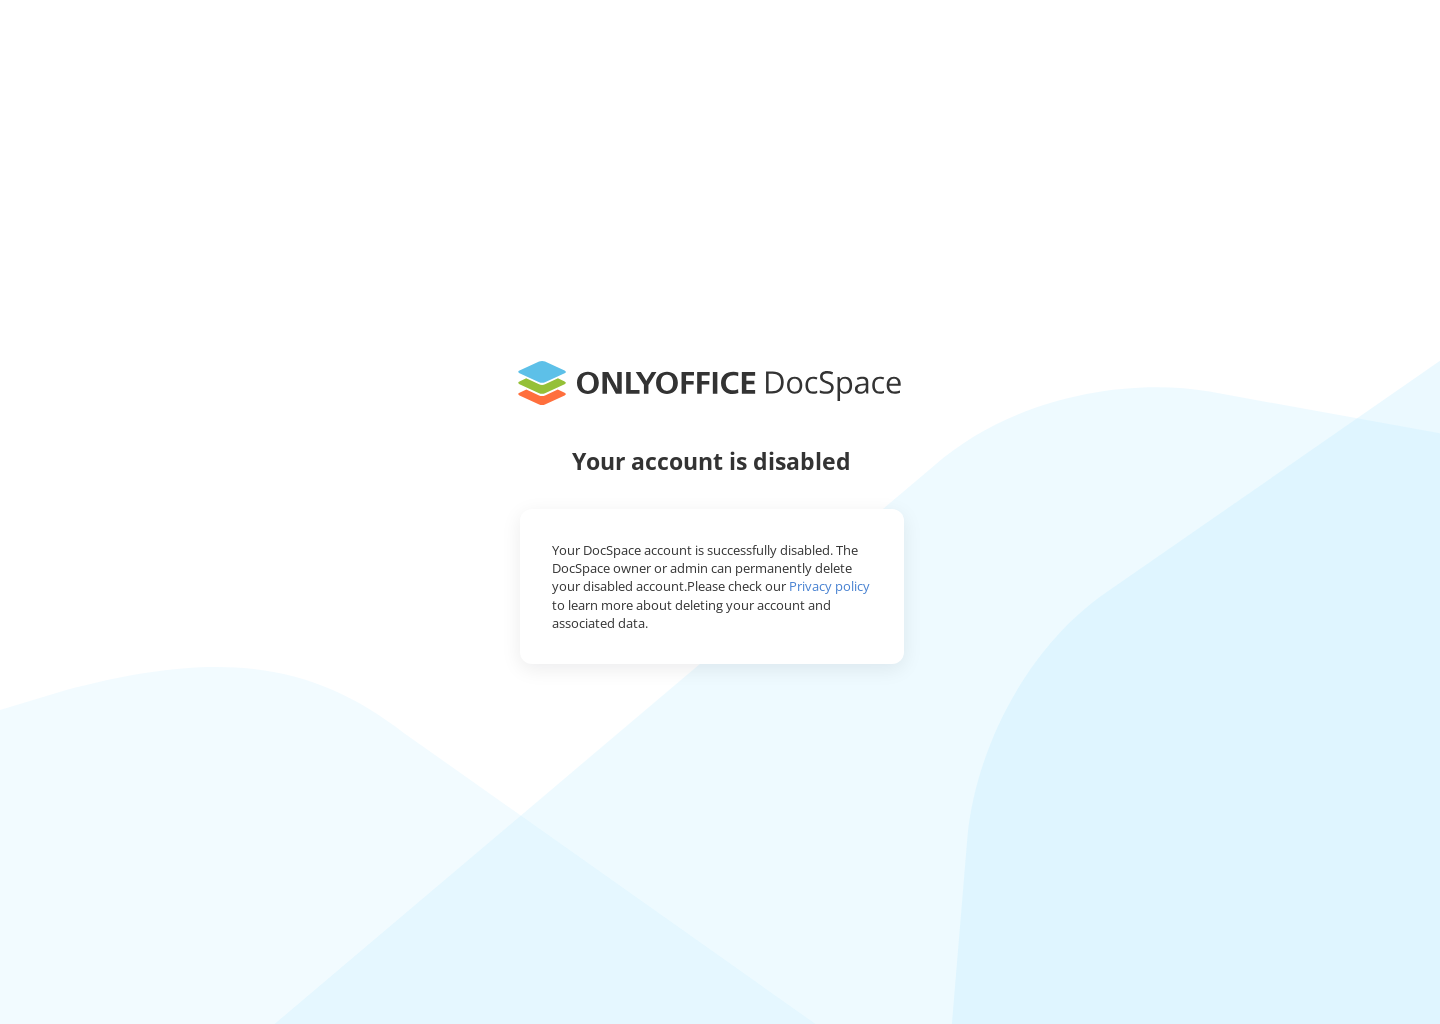 ONLYOFFICE DocSpace
Your account is disabled
Your DocSpace account is successfully disabled. The
DocSpace owner or admin can permanently delete
your disabled account.Please check our Privacy policy
to learn more about deleting your account and
associated data.